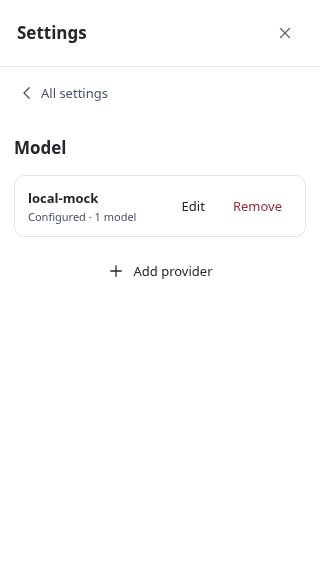 Settings
All settings
Model
local-mock
Configured · 1 model
Edit
Remove
Add provider